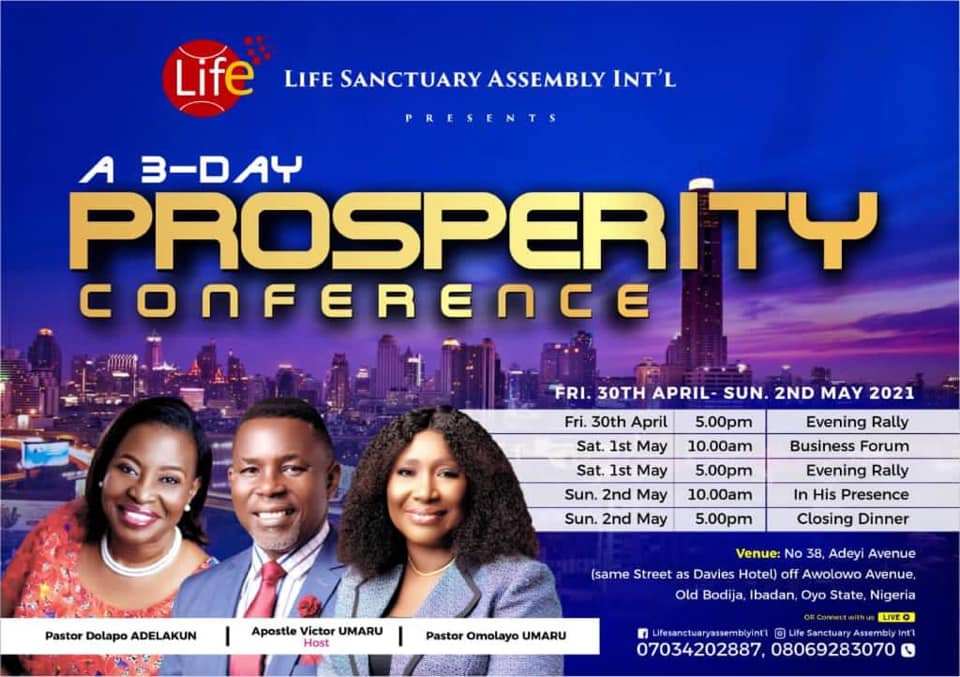 Life
LIFE SANCTUARY ASSEMBLY INT'L
PRESENTS
A 3-DAY
PROSPERITY
CONFERENCE
FRI. 30TH APRIL- SUN. 2ND MAY 2021
Fri. 30th April 5.00pm Evening Rally
Sat. 1st May 10.00am Business Forum
Sat. 1st May 5.00pm Evening Rally
Sun. 2nd May 10.00am In His Presence
Sun. 2nd May 5.00pm Closing Dinner
Venue: No 38, Adeyi Avenue
(same Street as Davies Hotel) off Awolowo Avenue,
Old Bodija, Ibadan, Oyo State, Nigeria
OR Connect with us LIVE
Lifesanctuaryassemblyint'l Life Sanctuary Assembly Int'l
07034202887, 08069283070
Pastor Dolapo ADELAKUN | Apostle Victor UMARU | Pastor Omolayo UMARU
Host